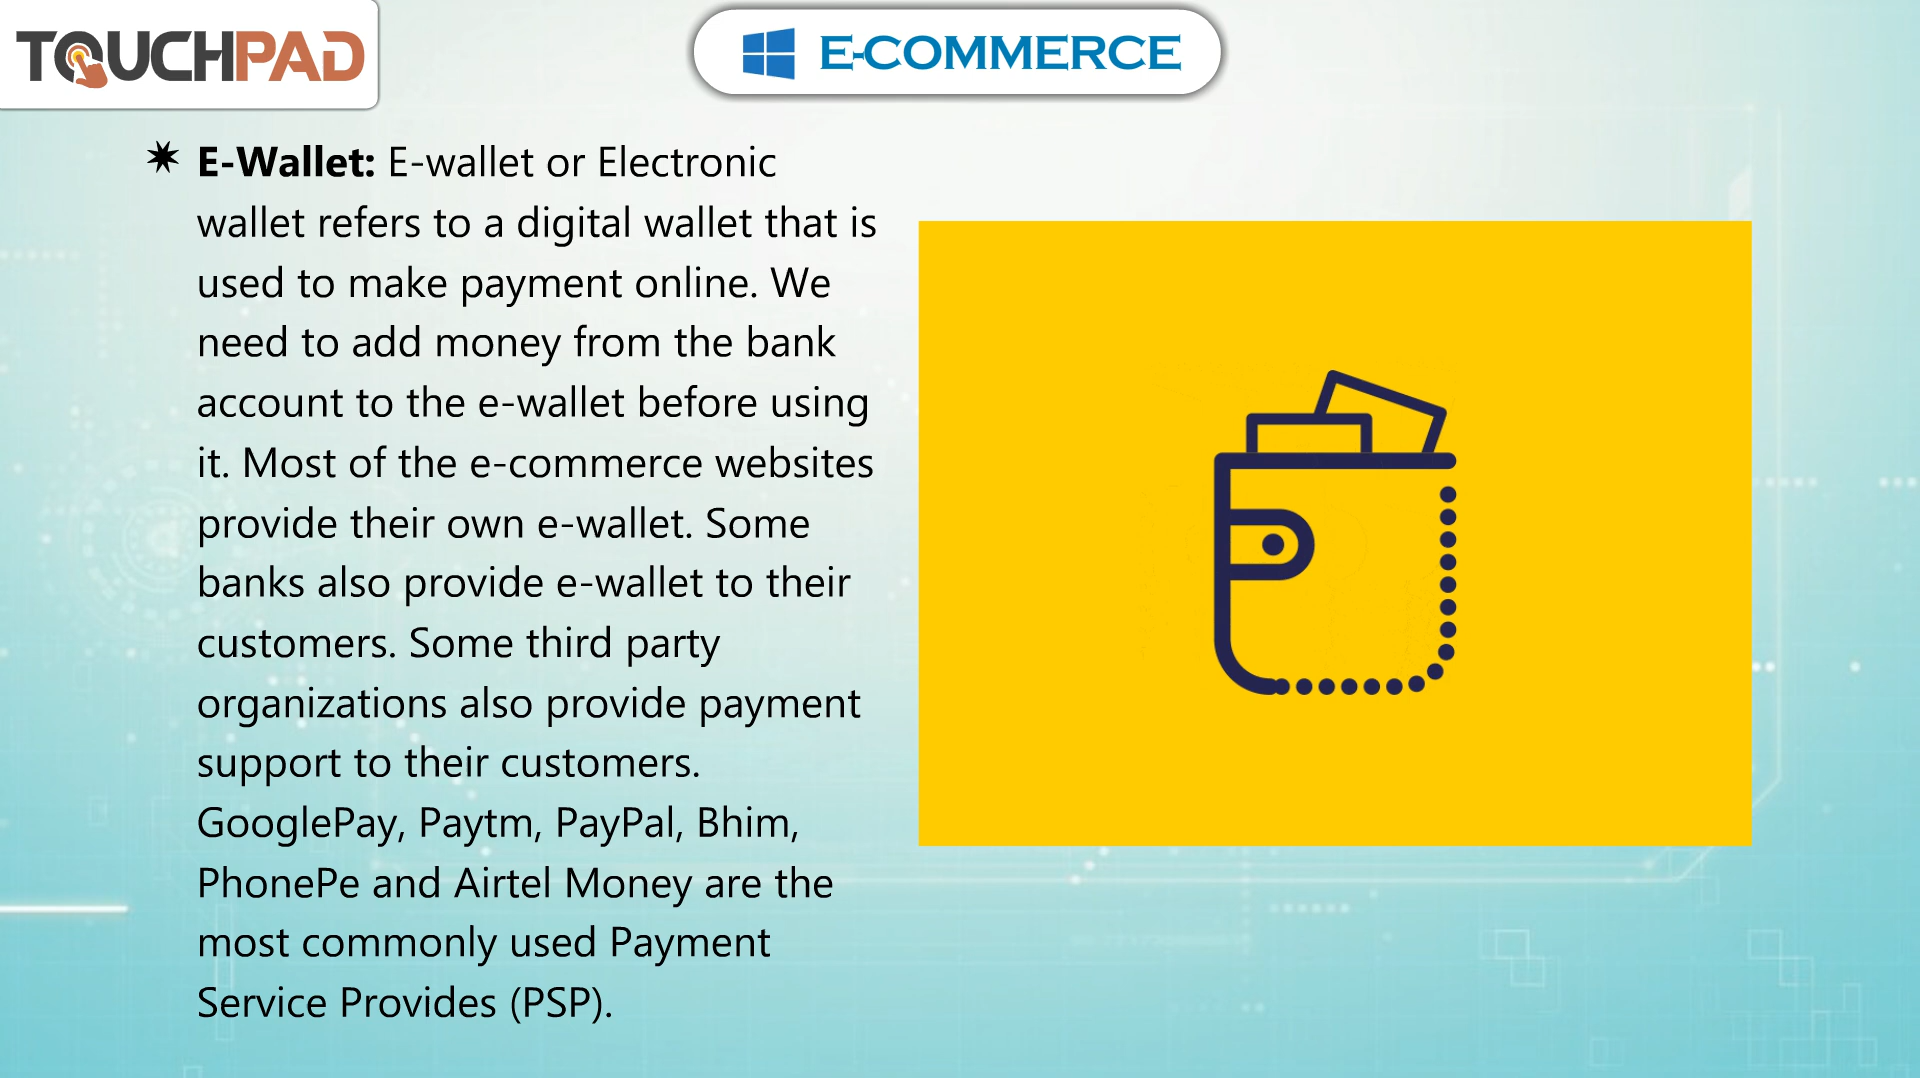 TOUCHPAD
E-COMMERCE
✷ E-Wallet: E-wallet or Electronic
wallet refers to a digital wallet that is
used to make payment online. We
need to add money from the bank
account to the e-wallet before using
it. Most of the e-commerce websites
provide their own e-wallet. Some
banks also provide e-wallet to their
customers. Some third party
organizations also provide payment
support to their customers.
GooglePay, Paytm, PayPal, Bhim,
PhonePe and Airtel Money are the
most commonly used Payment
Service Provides (PSP).